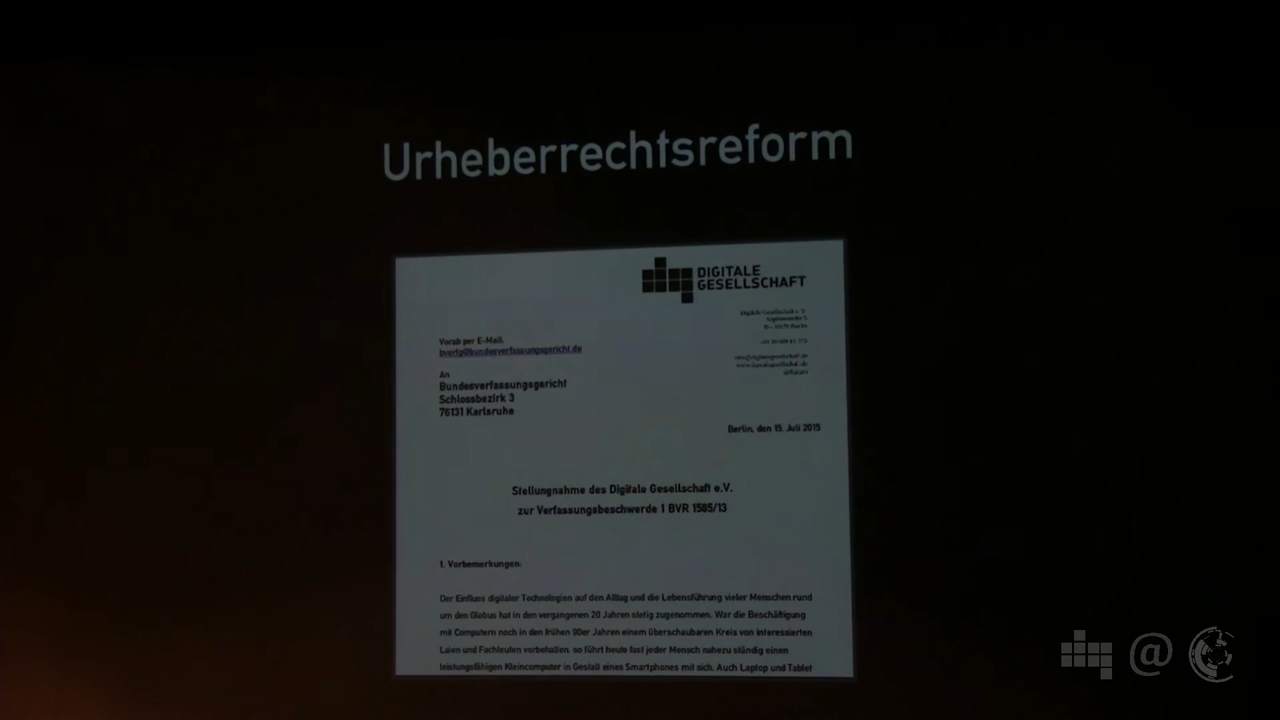 Urheberrechtsreform
DIGITALE
GESELLSCHAFT
Digitale Gesellschaft e.V.
Vorab per E-Mail:
bverfg@bundesverfassungsgericht.de
An
Bundesverfassungsgericht
Schlossbezirk 3
76131 Karlsruhe
Berlin, den 15. Juli 2015
Stellungnahme des Digitale Gesellschaft e.V.
zur Verfassungsbeschwerde 1 BVR 1585/13
1. Vorbemerkungen:
Der Einfluss digitaler Technologien auf den Alltag und die Lebensführung vieler Menschen rund
um den Globus hat in den vergangenen 20 Jahren stetig zugenommen. War die Beschäftigung
mit Computern noch in den frühen 90er Jahren einem überschaubaren Kreis von interessierten
Laien und Fachleuten vorbehalten, so führt heute fast jeder Mensch nahezu ständig einen
leistungsfähigen Kleincomputer in Gestalt eines Smartphones mit sich. Auch Laptop und Tablet
@